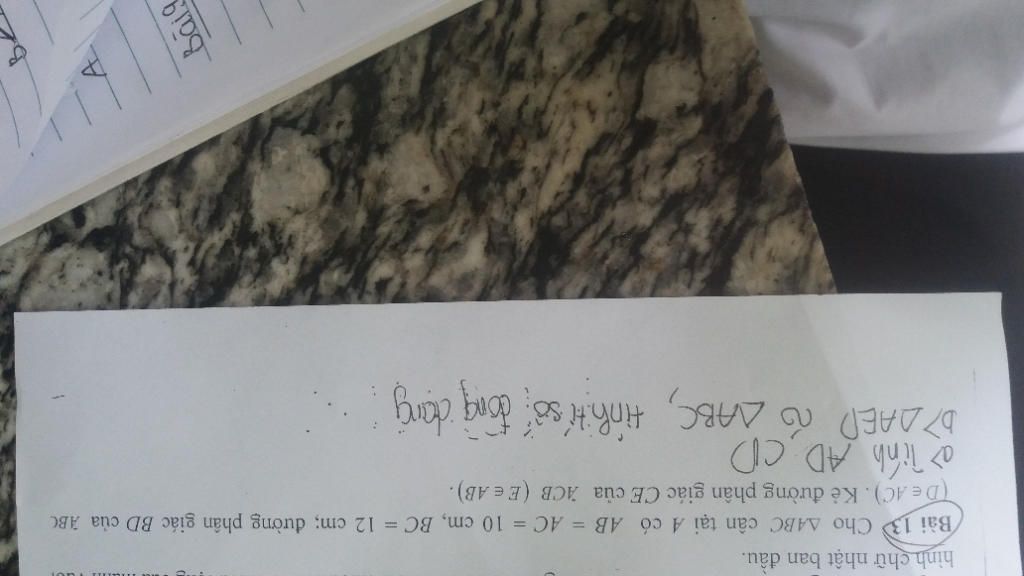 hình chữ nhật ban đầu.
Bài 13. Cho ΔABC cân tại A có AB = AC = 10 cm, BC = 12 cm; đường phân giác BD của ABC
(D ∈ AC). Kẻ đường phân giác CE của ACB (E ∈ AB).
a> Tính AD, CD
b> ΔAED ~ ΔABC, tính tỉ số đồng dạng
Bài 9
A